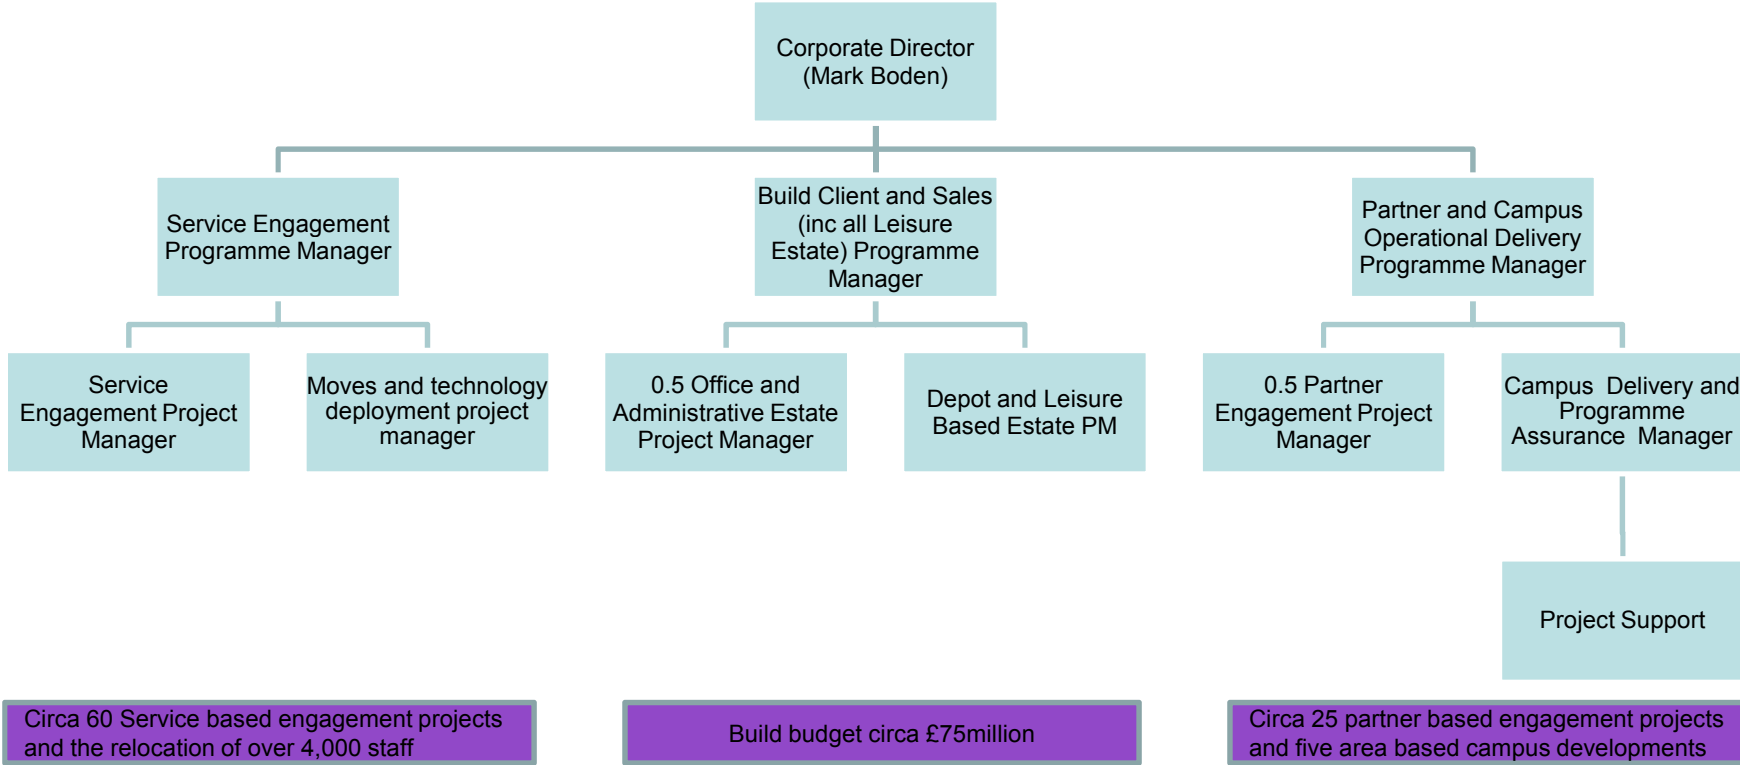 Corporate Director
(Mark Boden)
Service Engagement
Programme Manager
Build Client and Sales
(inc all Leisure
Estate) Programme
Manager
Partner and Campus
Operational Delivery
Programme Manager
Service
Engagement Project
Manager
Moves and technology
deployment project
manager
0.5 Office and
Administrative Estate
Project Manager
Depot and Leisure
Based Estate PM
0.5 Partner
Engagement Project
Manager
Campus Delivery and
Programme
Assurance Manager
Project Support
Circa 60 Service based engagement projects
and the relocation of over 4,000 staff
Build budget circa £75million
Circa 25 partner based engagement projects
and five area based campus developments